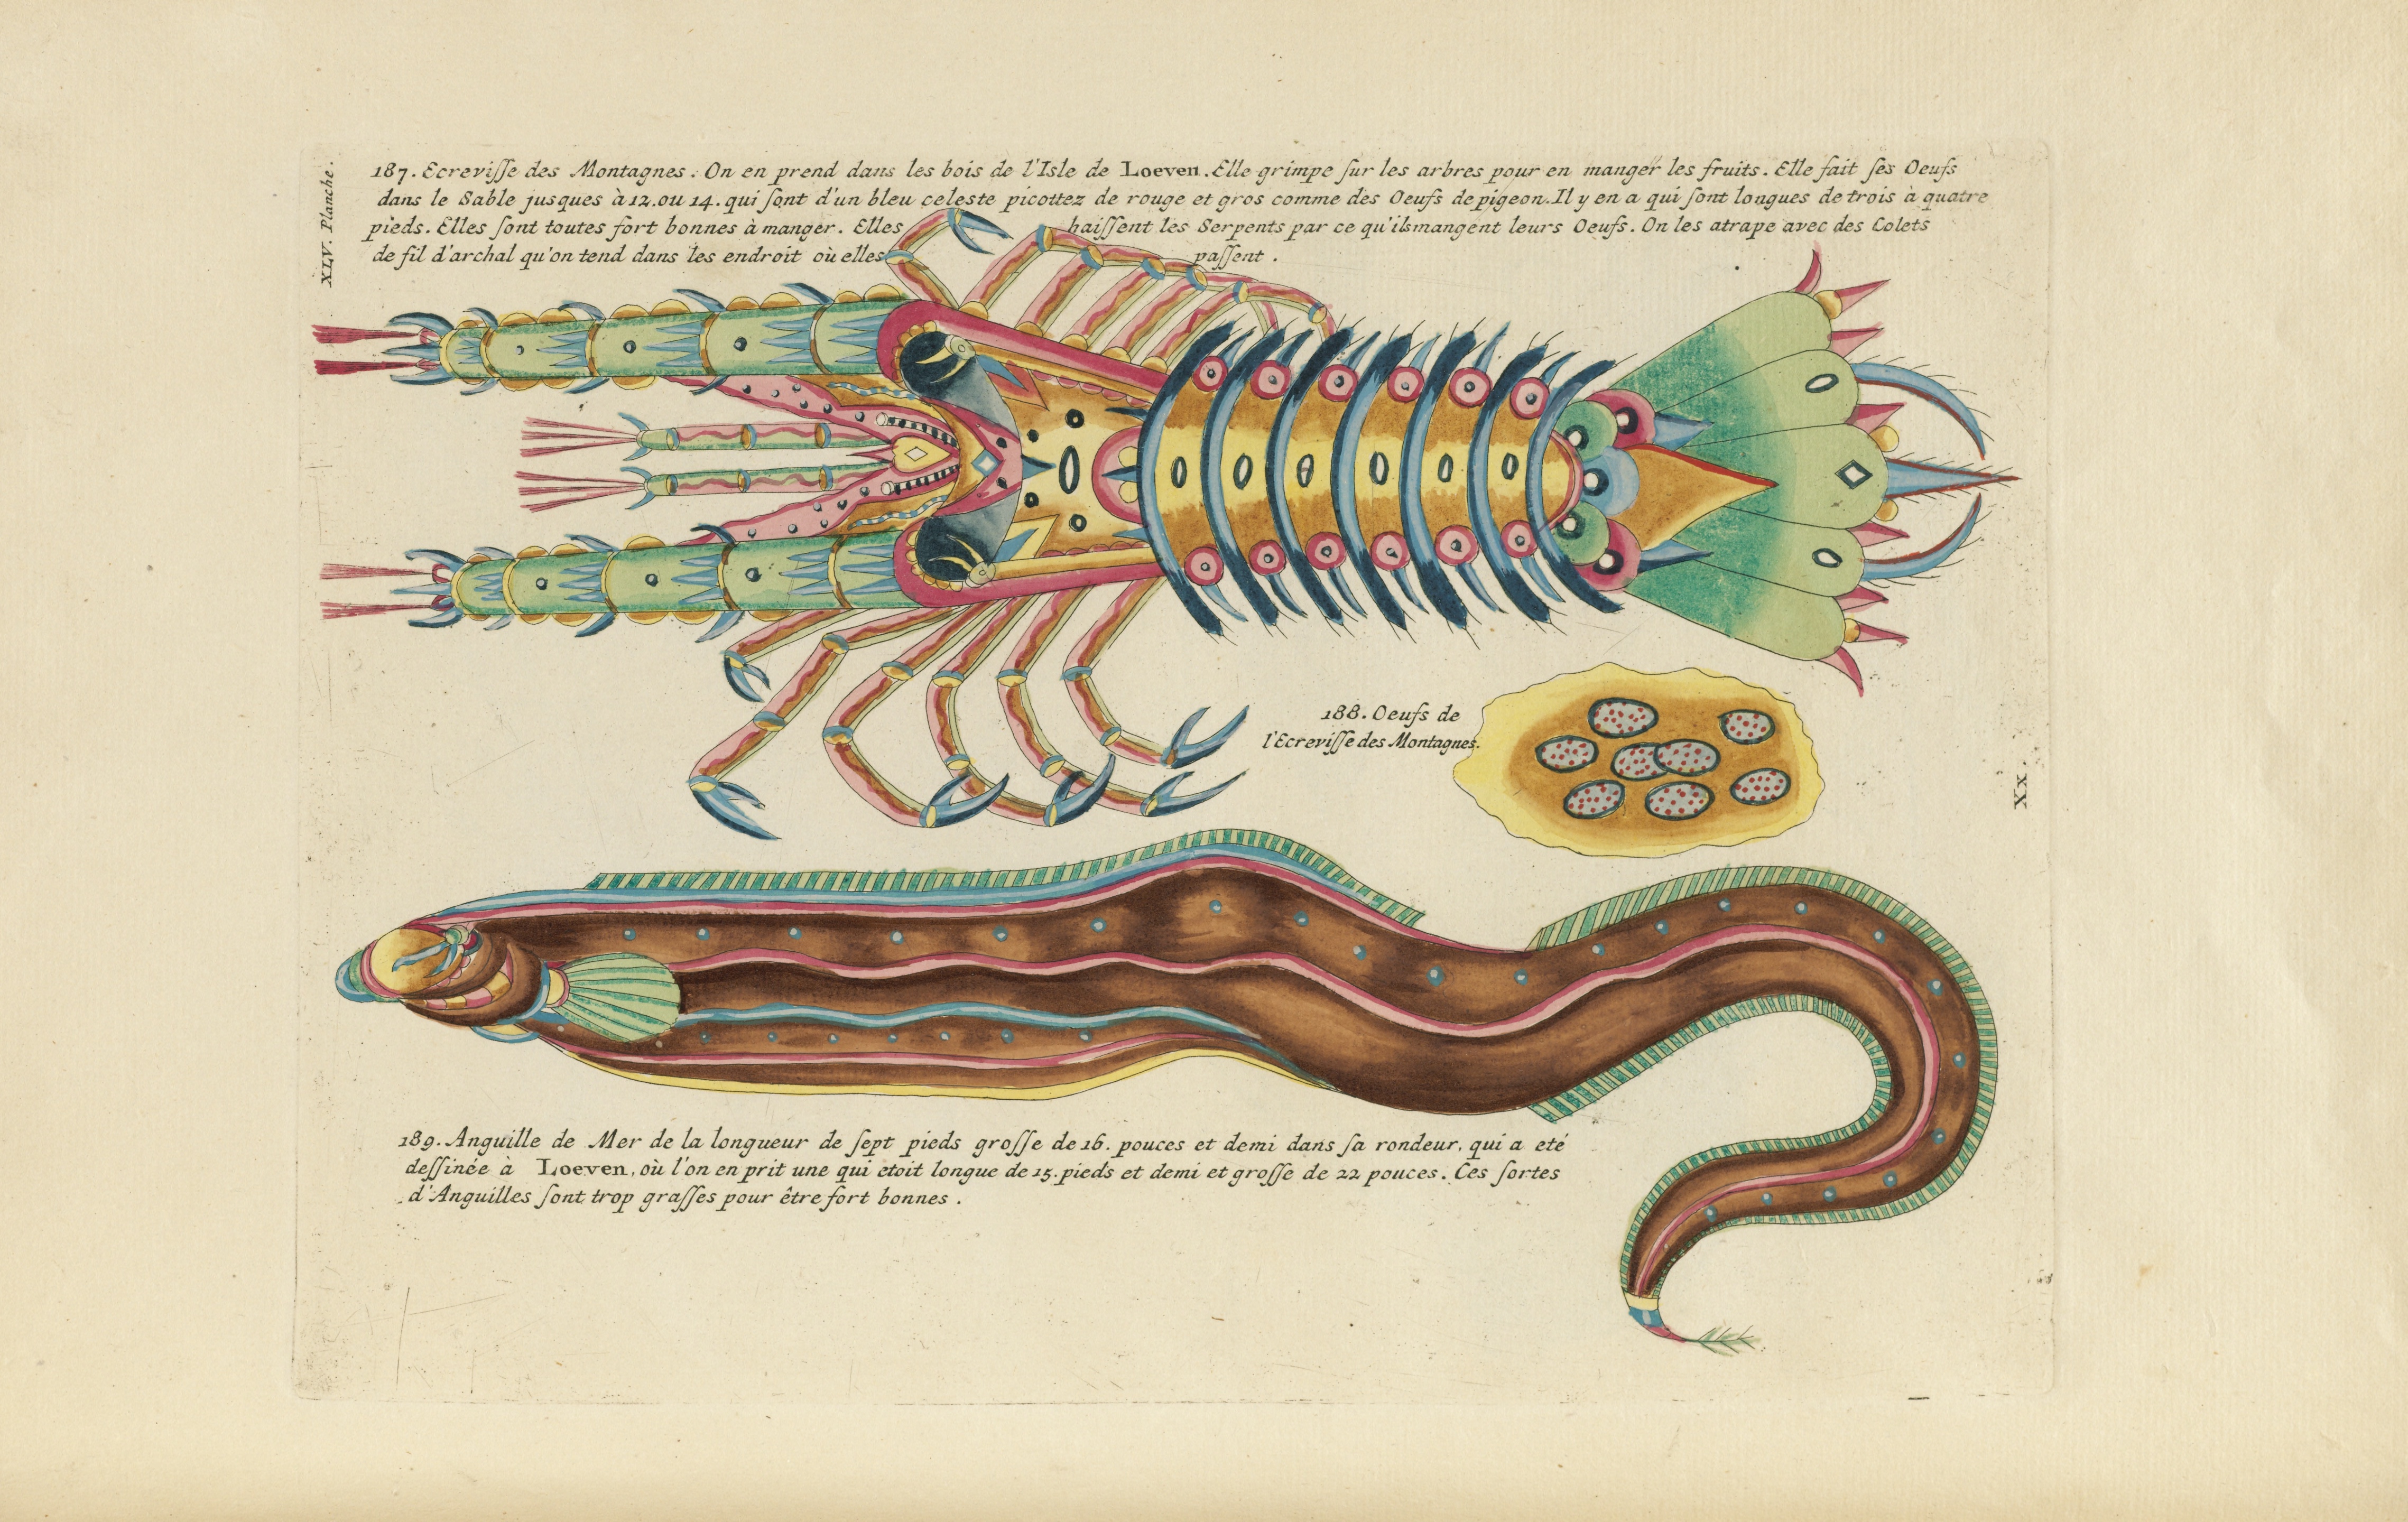 XLV. Planche.
187. Ecreviſſe des Montagnes. On en prend dans les bois de l'Isle de Loeven. Elle grimpe ſur les arbres pour en manger les fruits. Elle fait ſes Oeufs
dans le Sable jusques à 12. ou 14. qui ſont d'un bleu celeste picottez de rouge et gros comme des Oeufs de pigeon. Il y en a qui ſont longues de trois à quatre
pieds. Elles ſont toutes fort bonnes à manger. Elles haiſſent les Serpents par ce qu'ils mangent leurs Oeufs. On les atrape avec des Colets
de fil d'archal qu'on tend dans les endroit où elles paſſent.
188. Oeufs de
l'Ecreviſſe des Montagnes.
Xx.
189. Anguille de Mer de la longueur de ſept pieds groſſe de 16. pouces et demi dans ſa rondeur, qui a eté
deſſinée à Loeven, où l'on en prit une qui etoit longue de 15. pieds et demi et groſſe de 22 pouces. Ces ſortes
d'Anguilles ſont trop graſſes pour être fort bonnes.